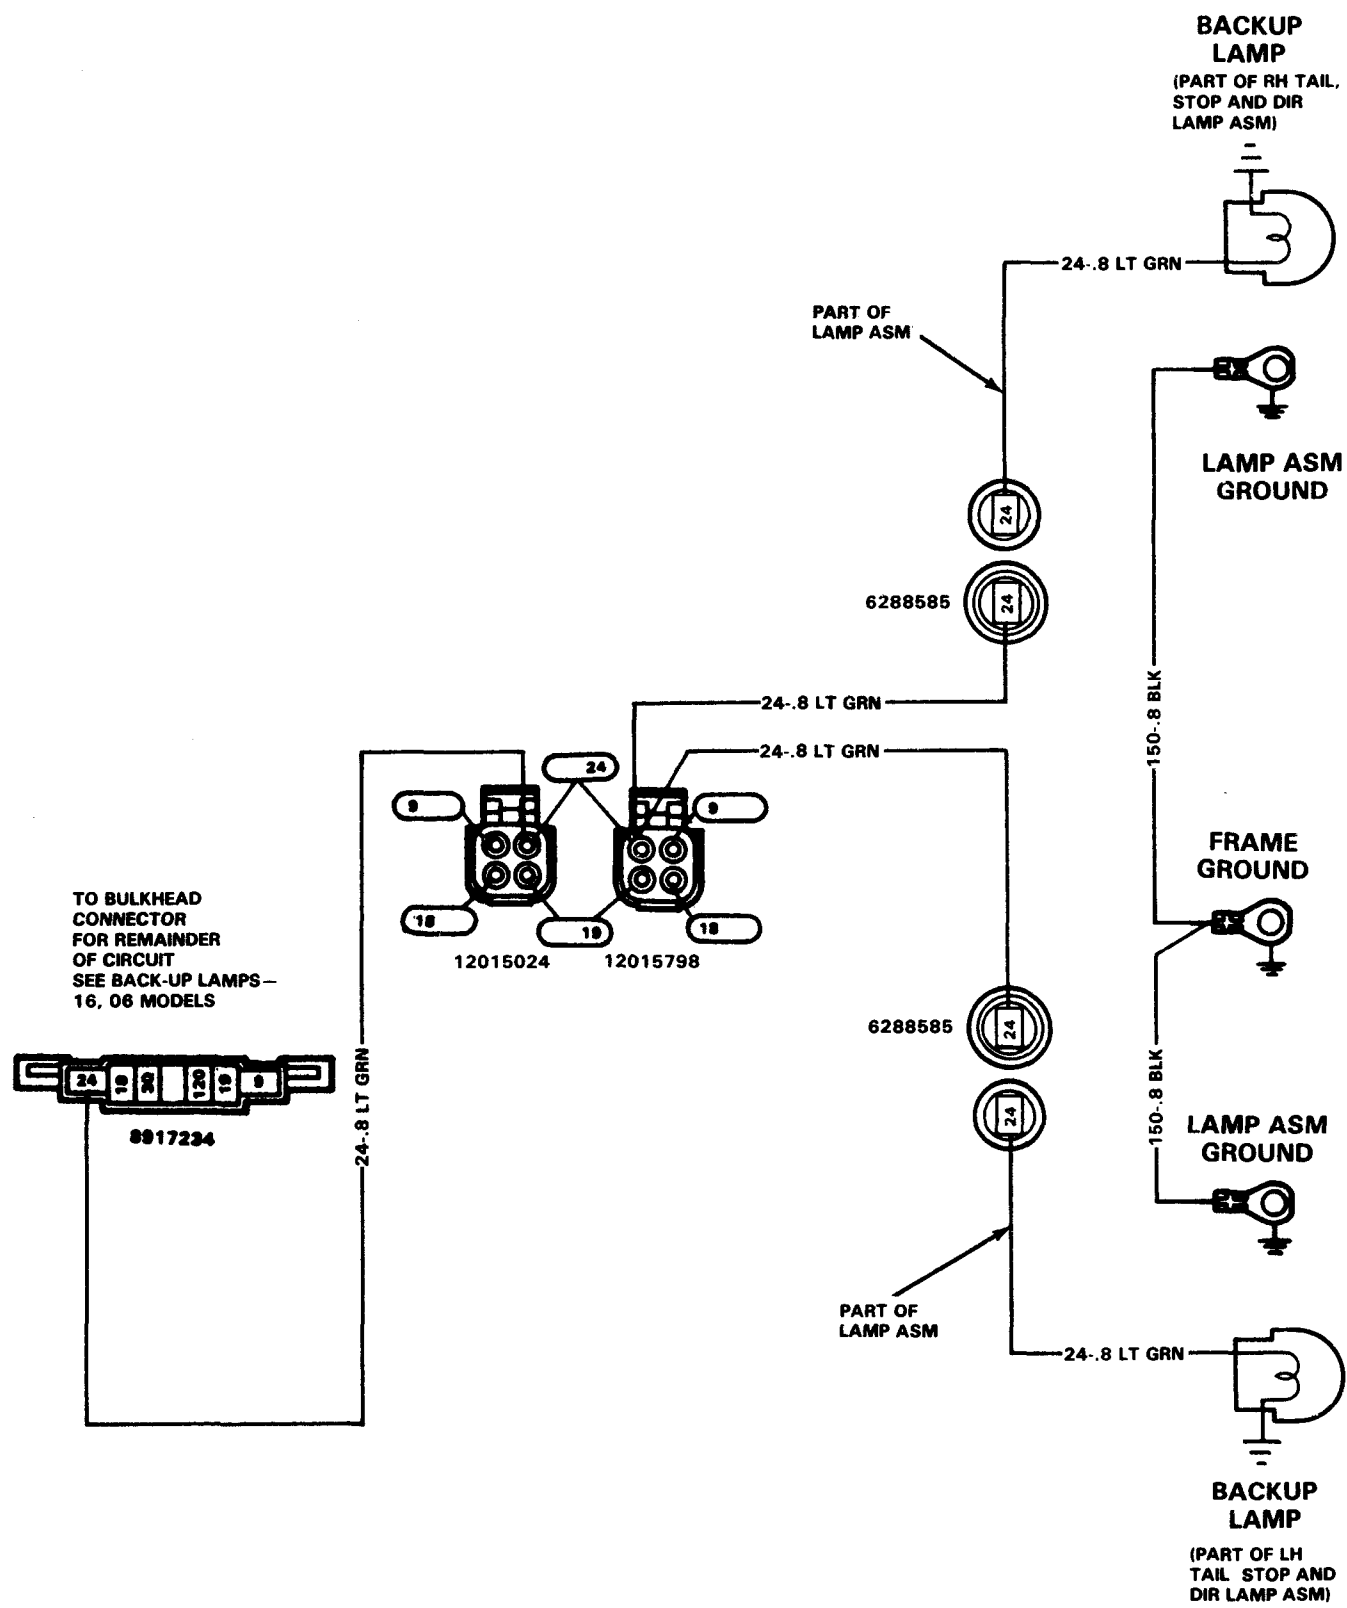 BACKUP
LAMP
(PART OF RH TAIL,
STOP AND DIR
LAMP ASM)
24-.8 LT GRN
PART OF
LAMP ASM
LAMP ASM
GROUND
24
6288585
24
24-.8 LT GRN
150-.8 BLK
24-.8 LT GRN
24
9
9
18
19
18
12015024
12015798
FRAME
GROUND
TO BULKHEAD
CONNECTOR
FOR REMAINDER
OF CIRCUIT
SEE BACK-UP LAMPS—
16, 06 MODELS
24
18
30
120
19
9
8917234
24-.8 LT GRN
6288585
24
24
150-.8 BLK
LAMP ASM
GROUND
PART OF
LAMP ASM
24-.8 LT GRN
BACKUP
LAMP
(PART OF LH
TAIL STOP AND
DIR LAMP ASM)